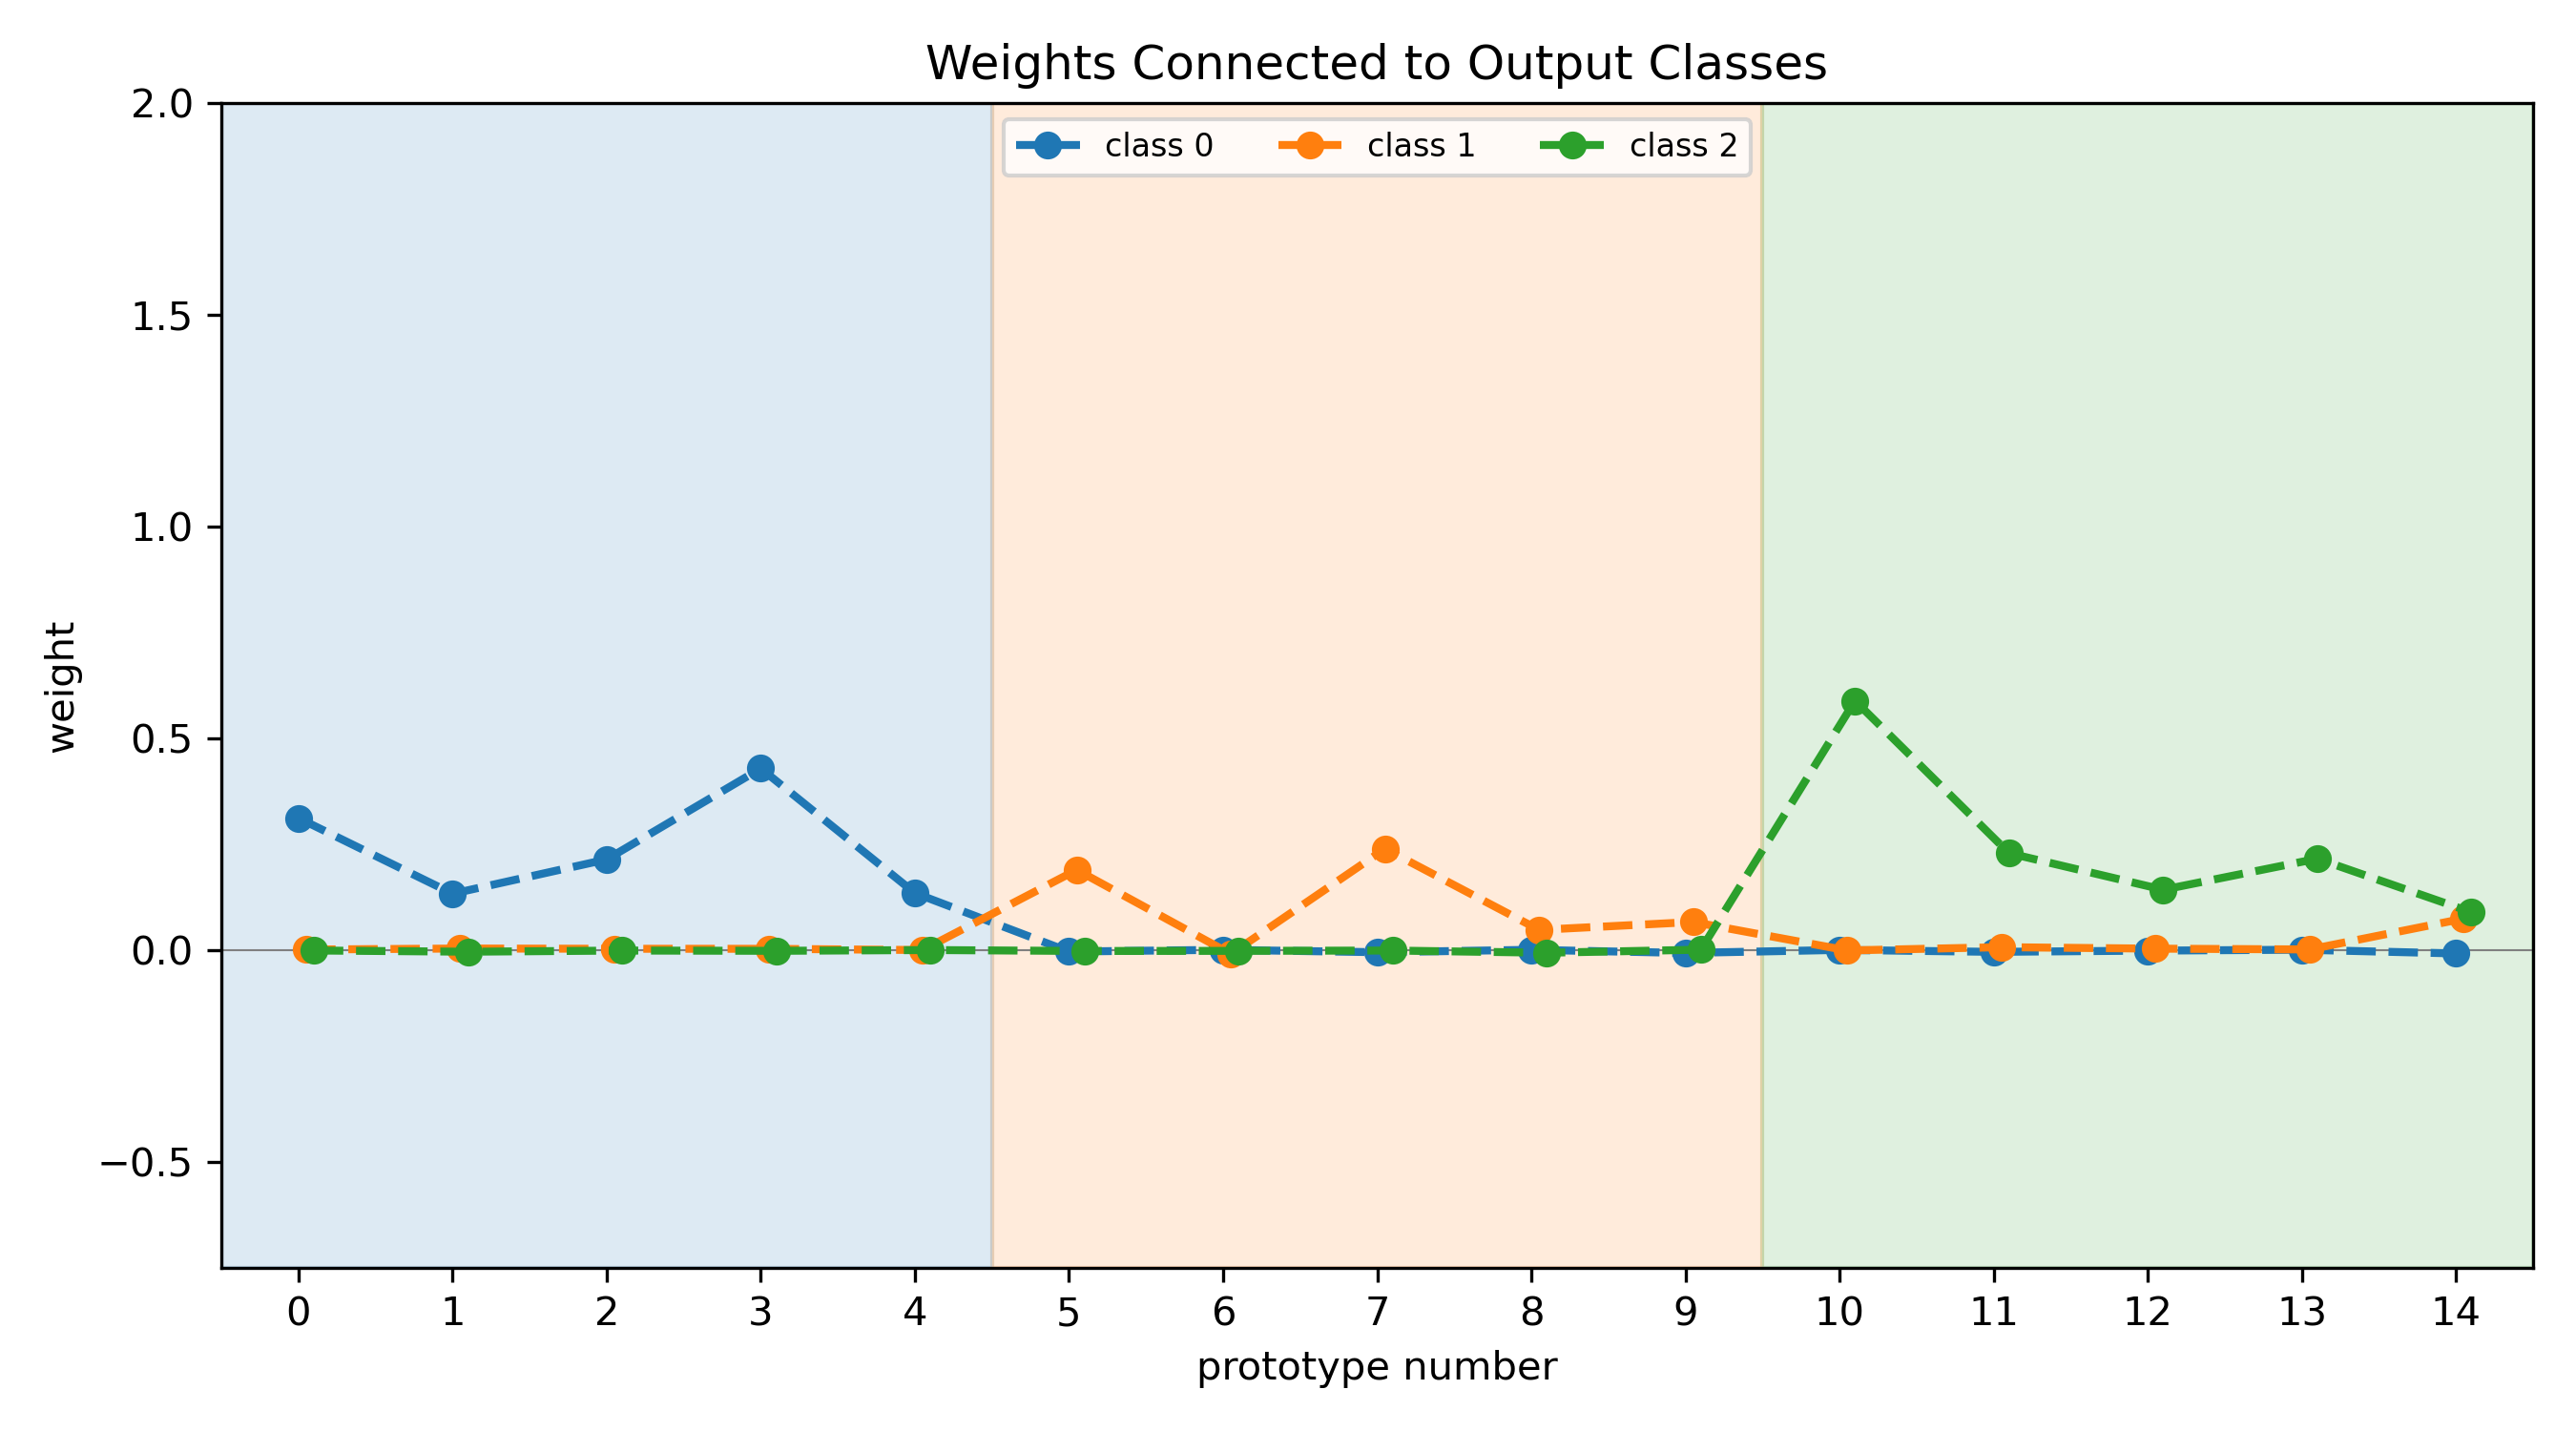 Weights Connected to Output Classes
2.0
class 0 class 1 class 2
1.5
1.0
weight
0.5
0.0
−0.5
0 1 2 3 4 5 6 7 8 9 10 11 12 13 14
prototype number